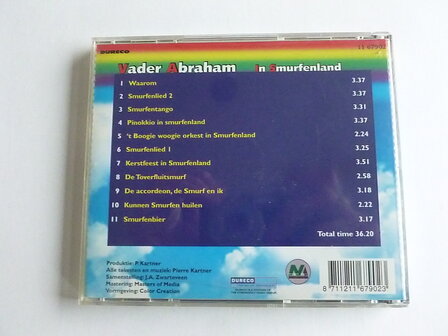 DURECO
11 67902
Vader Abraham In Smurfenland
1 Waarom 3.37
2 Smurfenlied 2 3.37
3 Smurfentango 3.31
4 Pinokkio in smurfenland 3.37
5 't Boogie woogie orkest in Smurfenland 2.24
6 Smurfenlied 1 3.25
7 Kerstfeest in Smurfenland 3.51
8 De Toverfluitsmurf 2.58
9 De accordeon, de Smurf en ik 3.18
10 Kunnen Smurfen huilen 2.22
11 Smurfenbier 3.17
Total time 36.20
Produktie: P. Kartner
Alle teksten en muziek: Pierre Kartner
Samenstelling: J.A. Zwarteveen
Mastering: Masters of Media
Vormgeving: Color Creation
DURECO
8 711211 679023